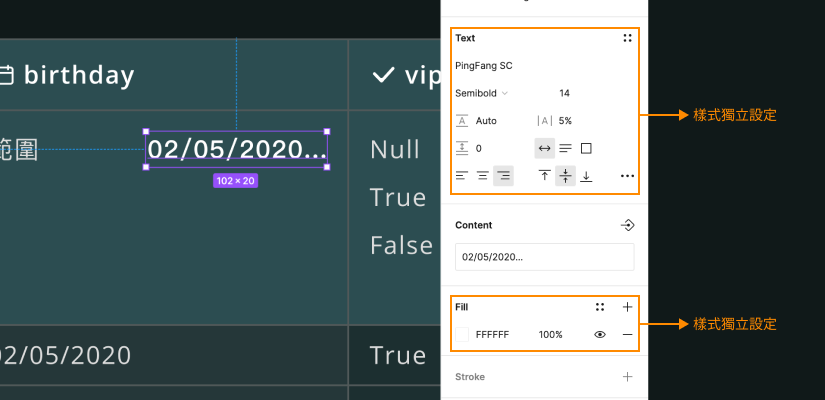 birthday
vip
範圍
02/05/2020...
102 × 20
Null
True
False
02/05/2020
True
Text
PingFang SC
Semibold
14
A
Auto
|A|
5%
0
Content
02/05/2020...
Fill
FFFFFF
100%
Stroke
樣式獨立設定
樣式獨立設定